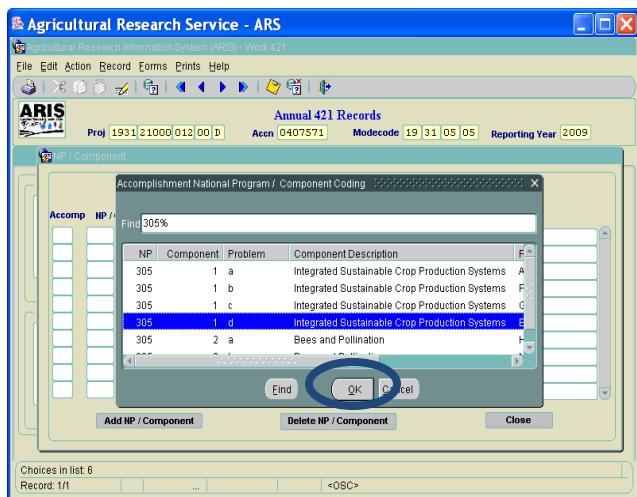 Agricultural Research Service - ARS
Agricultural Research Information System (ARIS) - Work 421
File Edit Action Record Forms Prints Help
ARIS
Annual 421 Records
Proj 1931 21000 012 00 D Accn 0407571 Modecode 19 31 05 05 Reporting Year 2009
NP / Component
Accomplishment National Program / Component Coding
Accomp NP /
Find 305%
NP Component Problem Component Description
305 1 a Integrated Sustainable Crop Production Systems A
305 1 b Integrated Sustainable Crop Production Systems F
305 1 c Integrated Sustainable Crop Production Systems
305 1 d Integrated Sustainable Crop Production Systems E
305 2 a Bees and Pollination
Find OK Cancel
Add NP / Component Delete NP / Component Close
Choices in list: 6
Record: 1/1 ... <OSC>